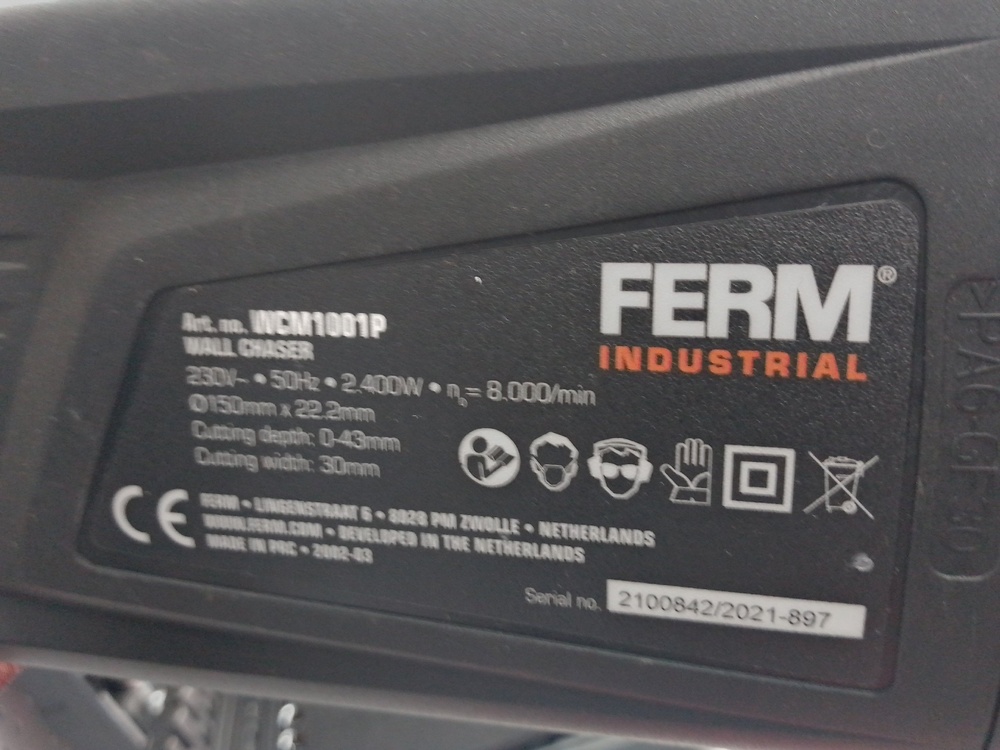 FERM®
INDUSTRIAL
Art. no. WCM1001P
WALL CHASER
230V~ • 50Hz • 2.400W • n₀= 8.000/min
Ø150mm x 22.2mm
Cutting depth: 0-43mm
Cutting width: 30mm
CE
FERM • LINGENSTRAAT 6 • 8028 PM ZWOLLE • NETHERLANDS
WWW.FERM.COM • DEVELOPED IN THE NETHERLANDS
MADE IN PRC • 2002-03
Serial no. 2100842/2021-897
>PA6-GF30